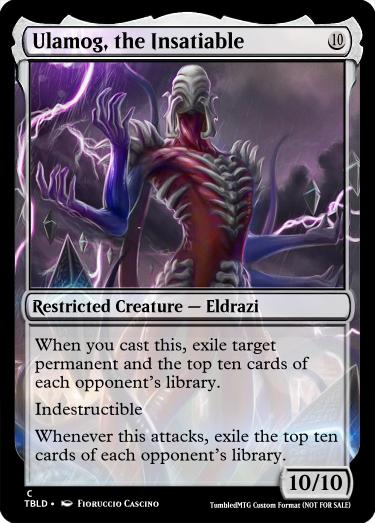 Ulamog, the Insatiable 10
Restricted Creature — Eldrazi
When you cast this, exile target
permanent and the top ten cards of
each opponent's library.
Indestructible
Whenever this attacks, exile the top ten
cards of each opponent's library.
10/10
C
TBLD • Fioruccio Cascino
TumbledMTG Custom Format (NOT FOR SALE)